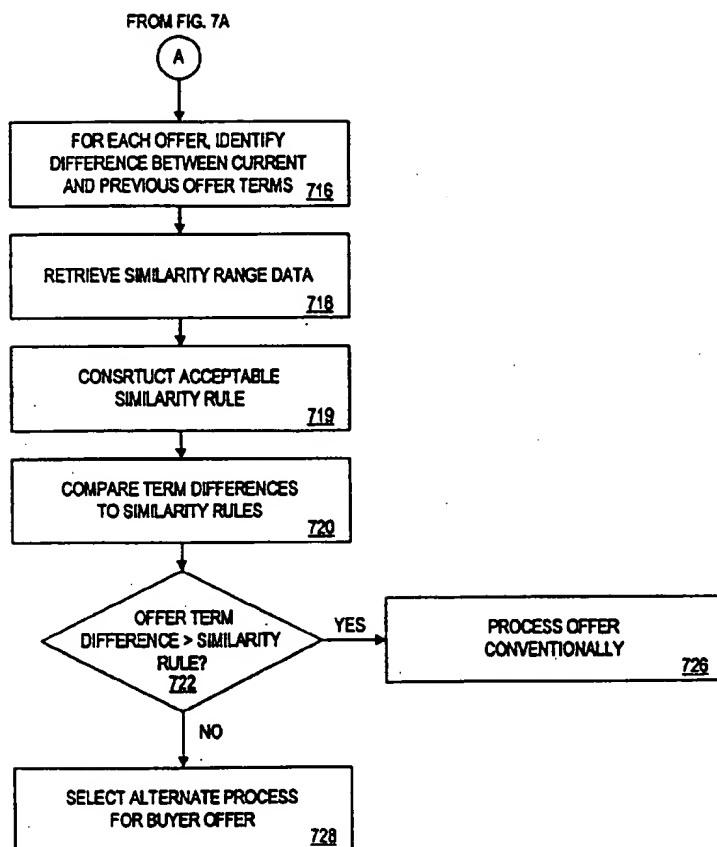 FROM FIG. 7A
A
FOR EACH OFFER, IDENTIFY
DIFFERENCE BETWEEN CURRENT
AND PREVIOUS OFFER TERMS
716
RETRIEVE SIMILARITY RANGE DATA
718
CONSRTUCT ACCEPTABLE
SIMILARITY RULE
719
COMPARE TERM DIFFERENCES
TO SIMILARITY RULES
720
OFFER TERM
DIFFERENCE > SIMILARITY
RULE?
722
YES
PROCESS OFFER
CONVENTIONALLY
726
NO
SELECT ALTERNATE PROCESS
FOR BUYER OFFER
728